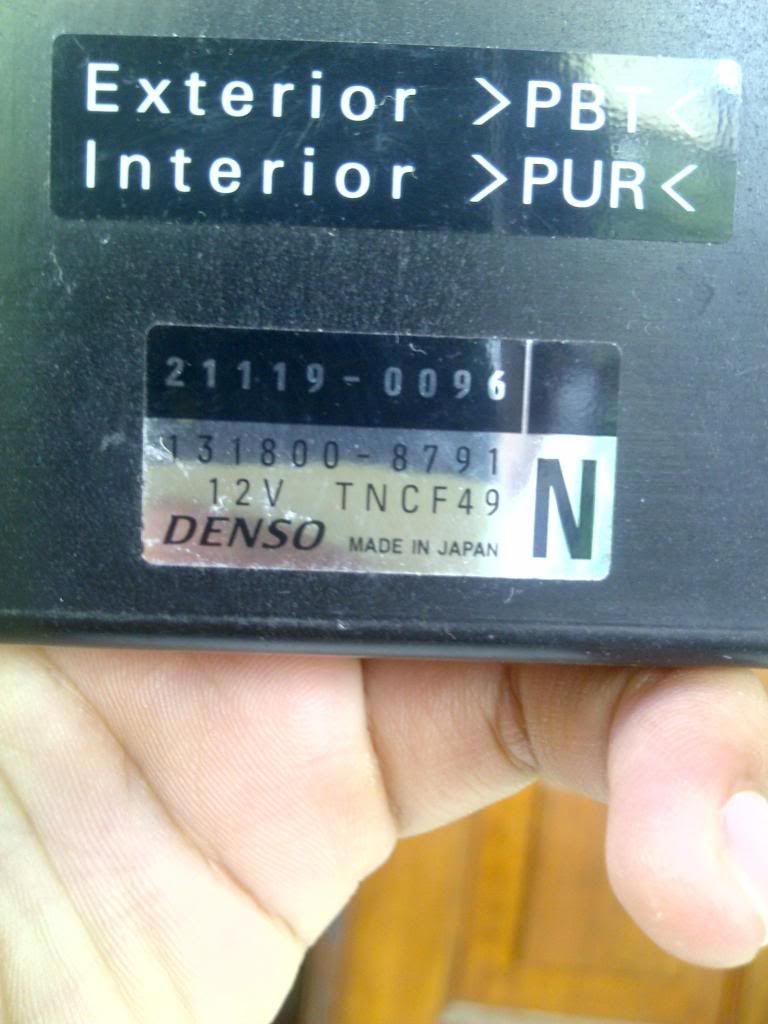 Exterior >PBT<
Interior >PUR<
21119-0096
131800-8791
12V TNCF49
N
DENSO MADE IN JAPAN